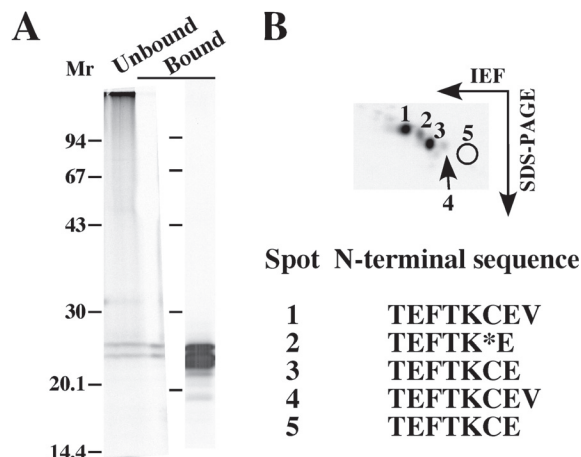 A
Unbound
Bound
Mr
94
67
43
30
20.1
14.4
B
IEF
SDS-PAGE
1
2
3
5
4
Spot N-terminal sequence
1 TEFTKCEV
2 TEFTK*E
3 TEFTKCE
4 TEFTKCEV
5 TEFTKCE